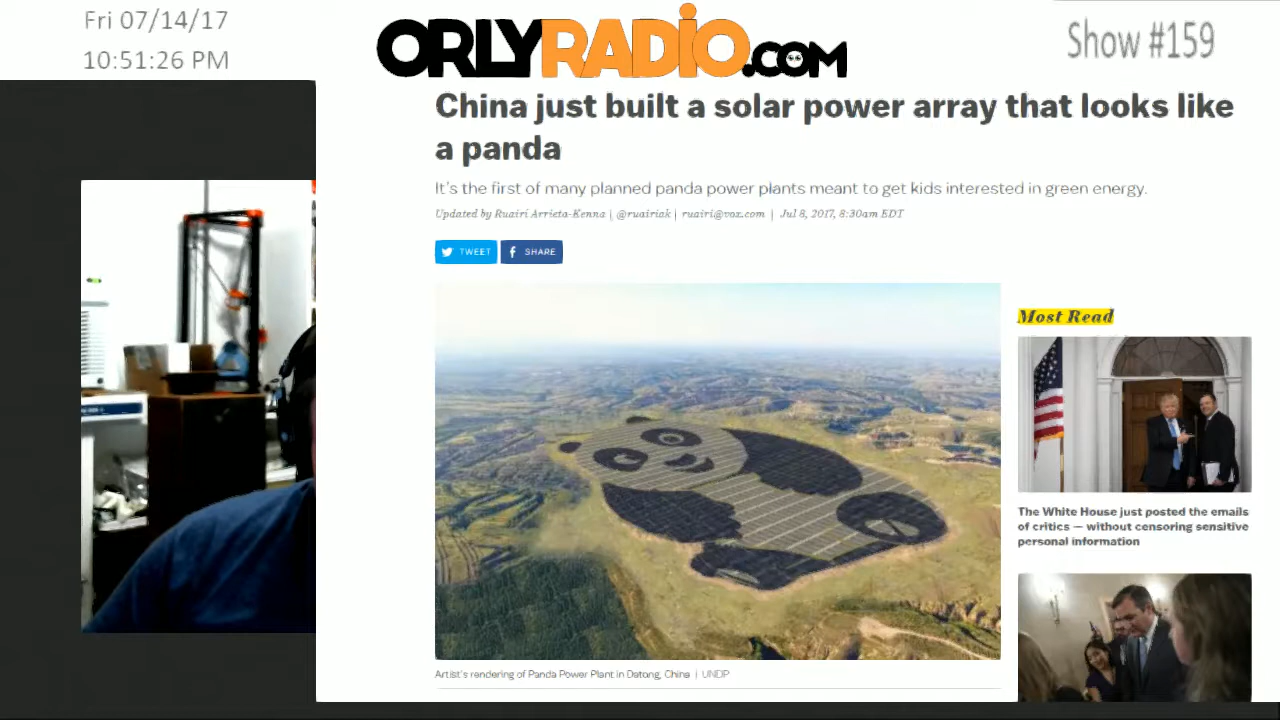 Fri 07/14/17
10:51:26 PM
ORLYRADIO.COM
Show #159
China just built a solar power array that looks like
a panda
It's the first of many planned panda power plants meant to get kids interested in green energy.
Updated by Ruairí Arrieta-Kenna | @ruairiak | ruairi@vox.com | Jul 8, 2017, 8:30am EDT
TWEET
SHARE
Most Read
The White House just posted the emails
of critics — without censoring sensitive
personal information
Artist's rendering of Panda Power Plant in Datong, China | UNDP